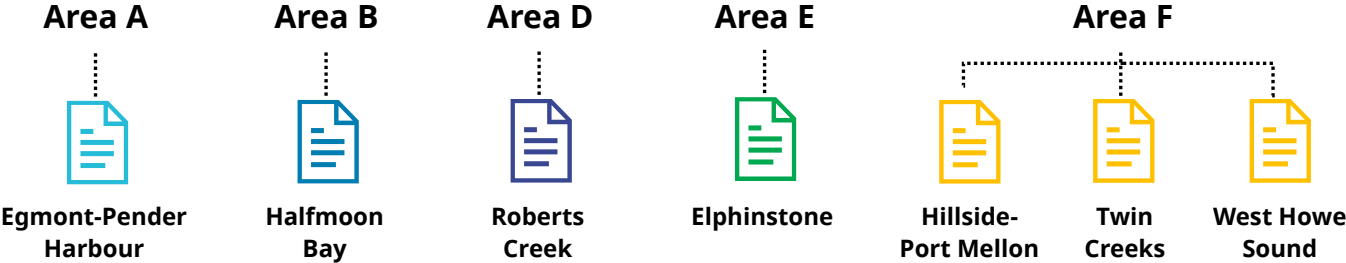 Area A
Area B
Area D
Area E
Area F
Egmont-Pender
Harbour
Halfmoon
Bay
Roberts
Creek
Elphinstone
Hillside-
Port Mellon
Twin
Creeks
West Howe
Sound